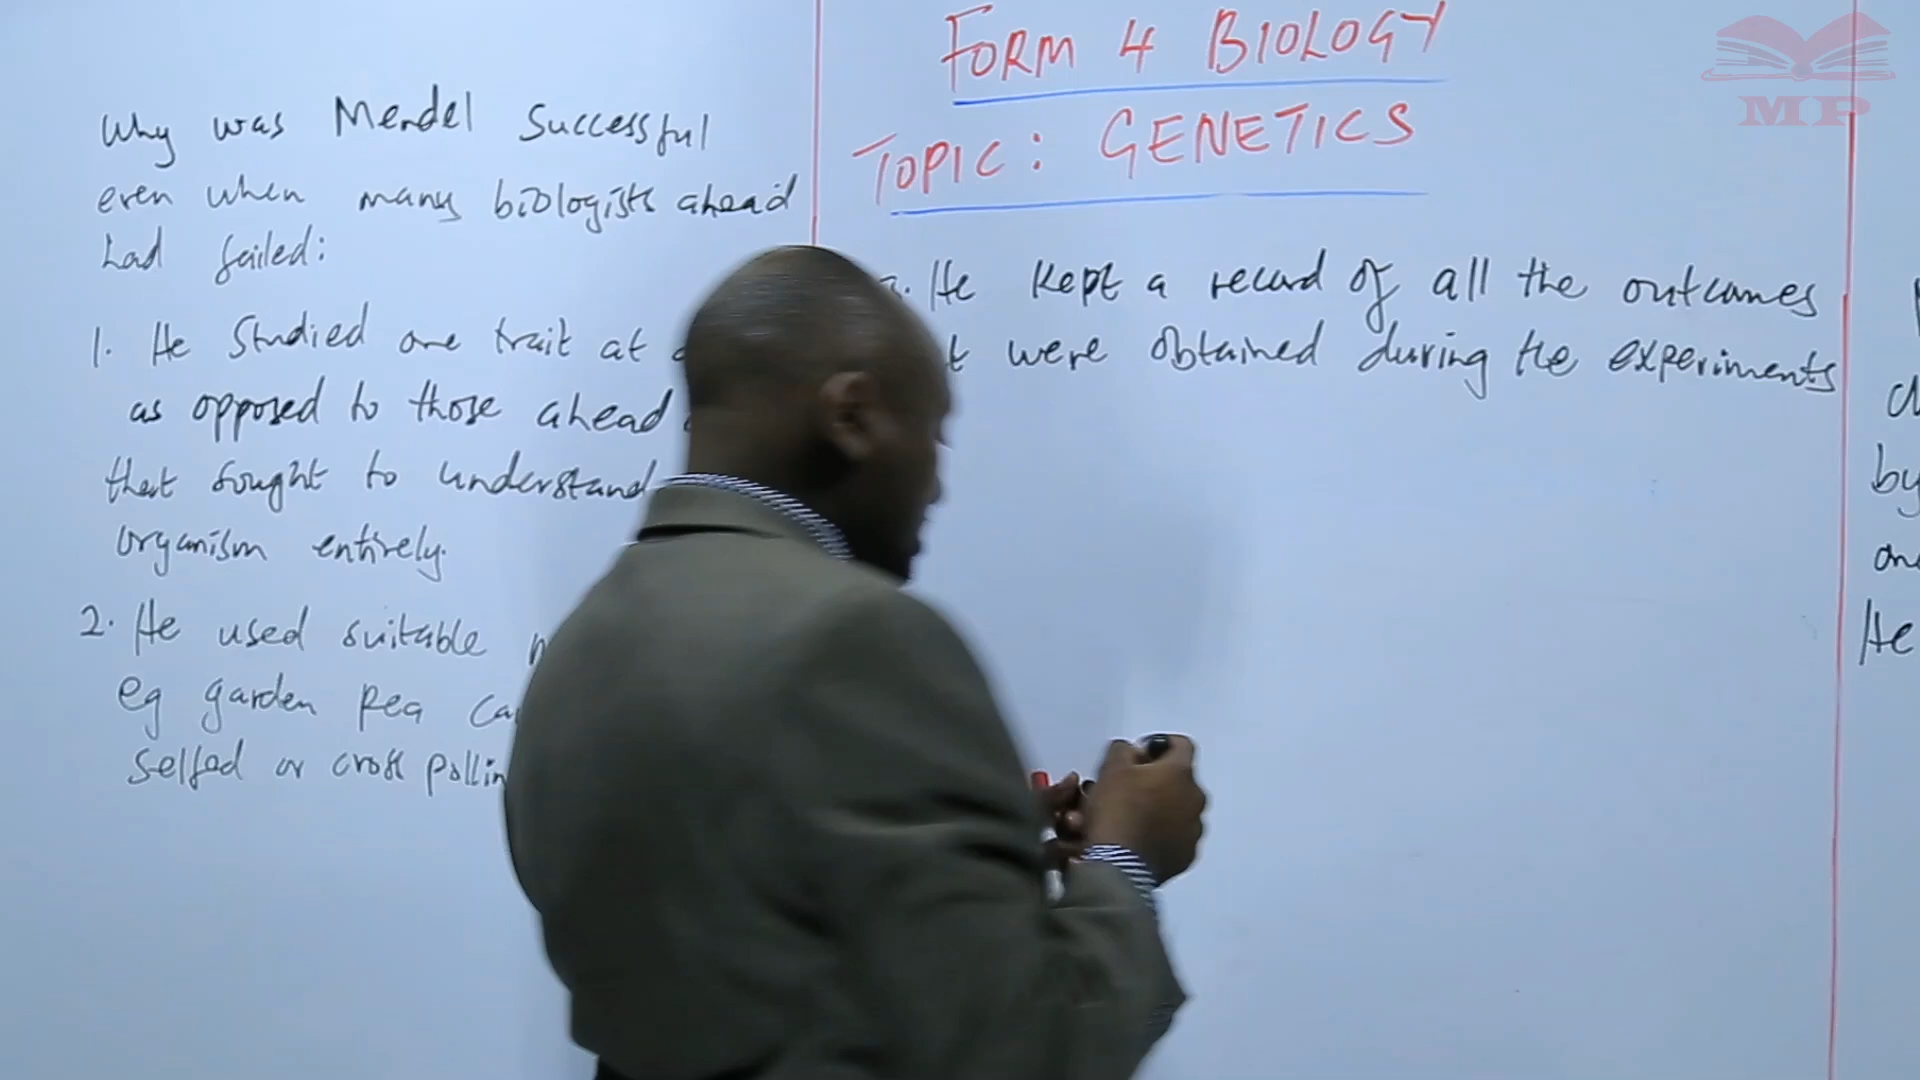 Why was Mendel Successful
even when many biologists ahead
had failed:
1. He Studied one trait at
as opposed to those ahead
that sought to understand
organism entirely.
2. He used suitable
eg garden pea
selfed or cross
FORM 4 BIOLOGY
TOPIC: GENETICS
He kept a record of all the outcomes
were obtained during the experiments
by
He
MP